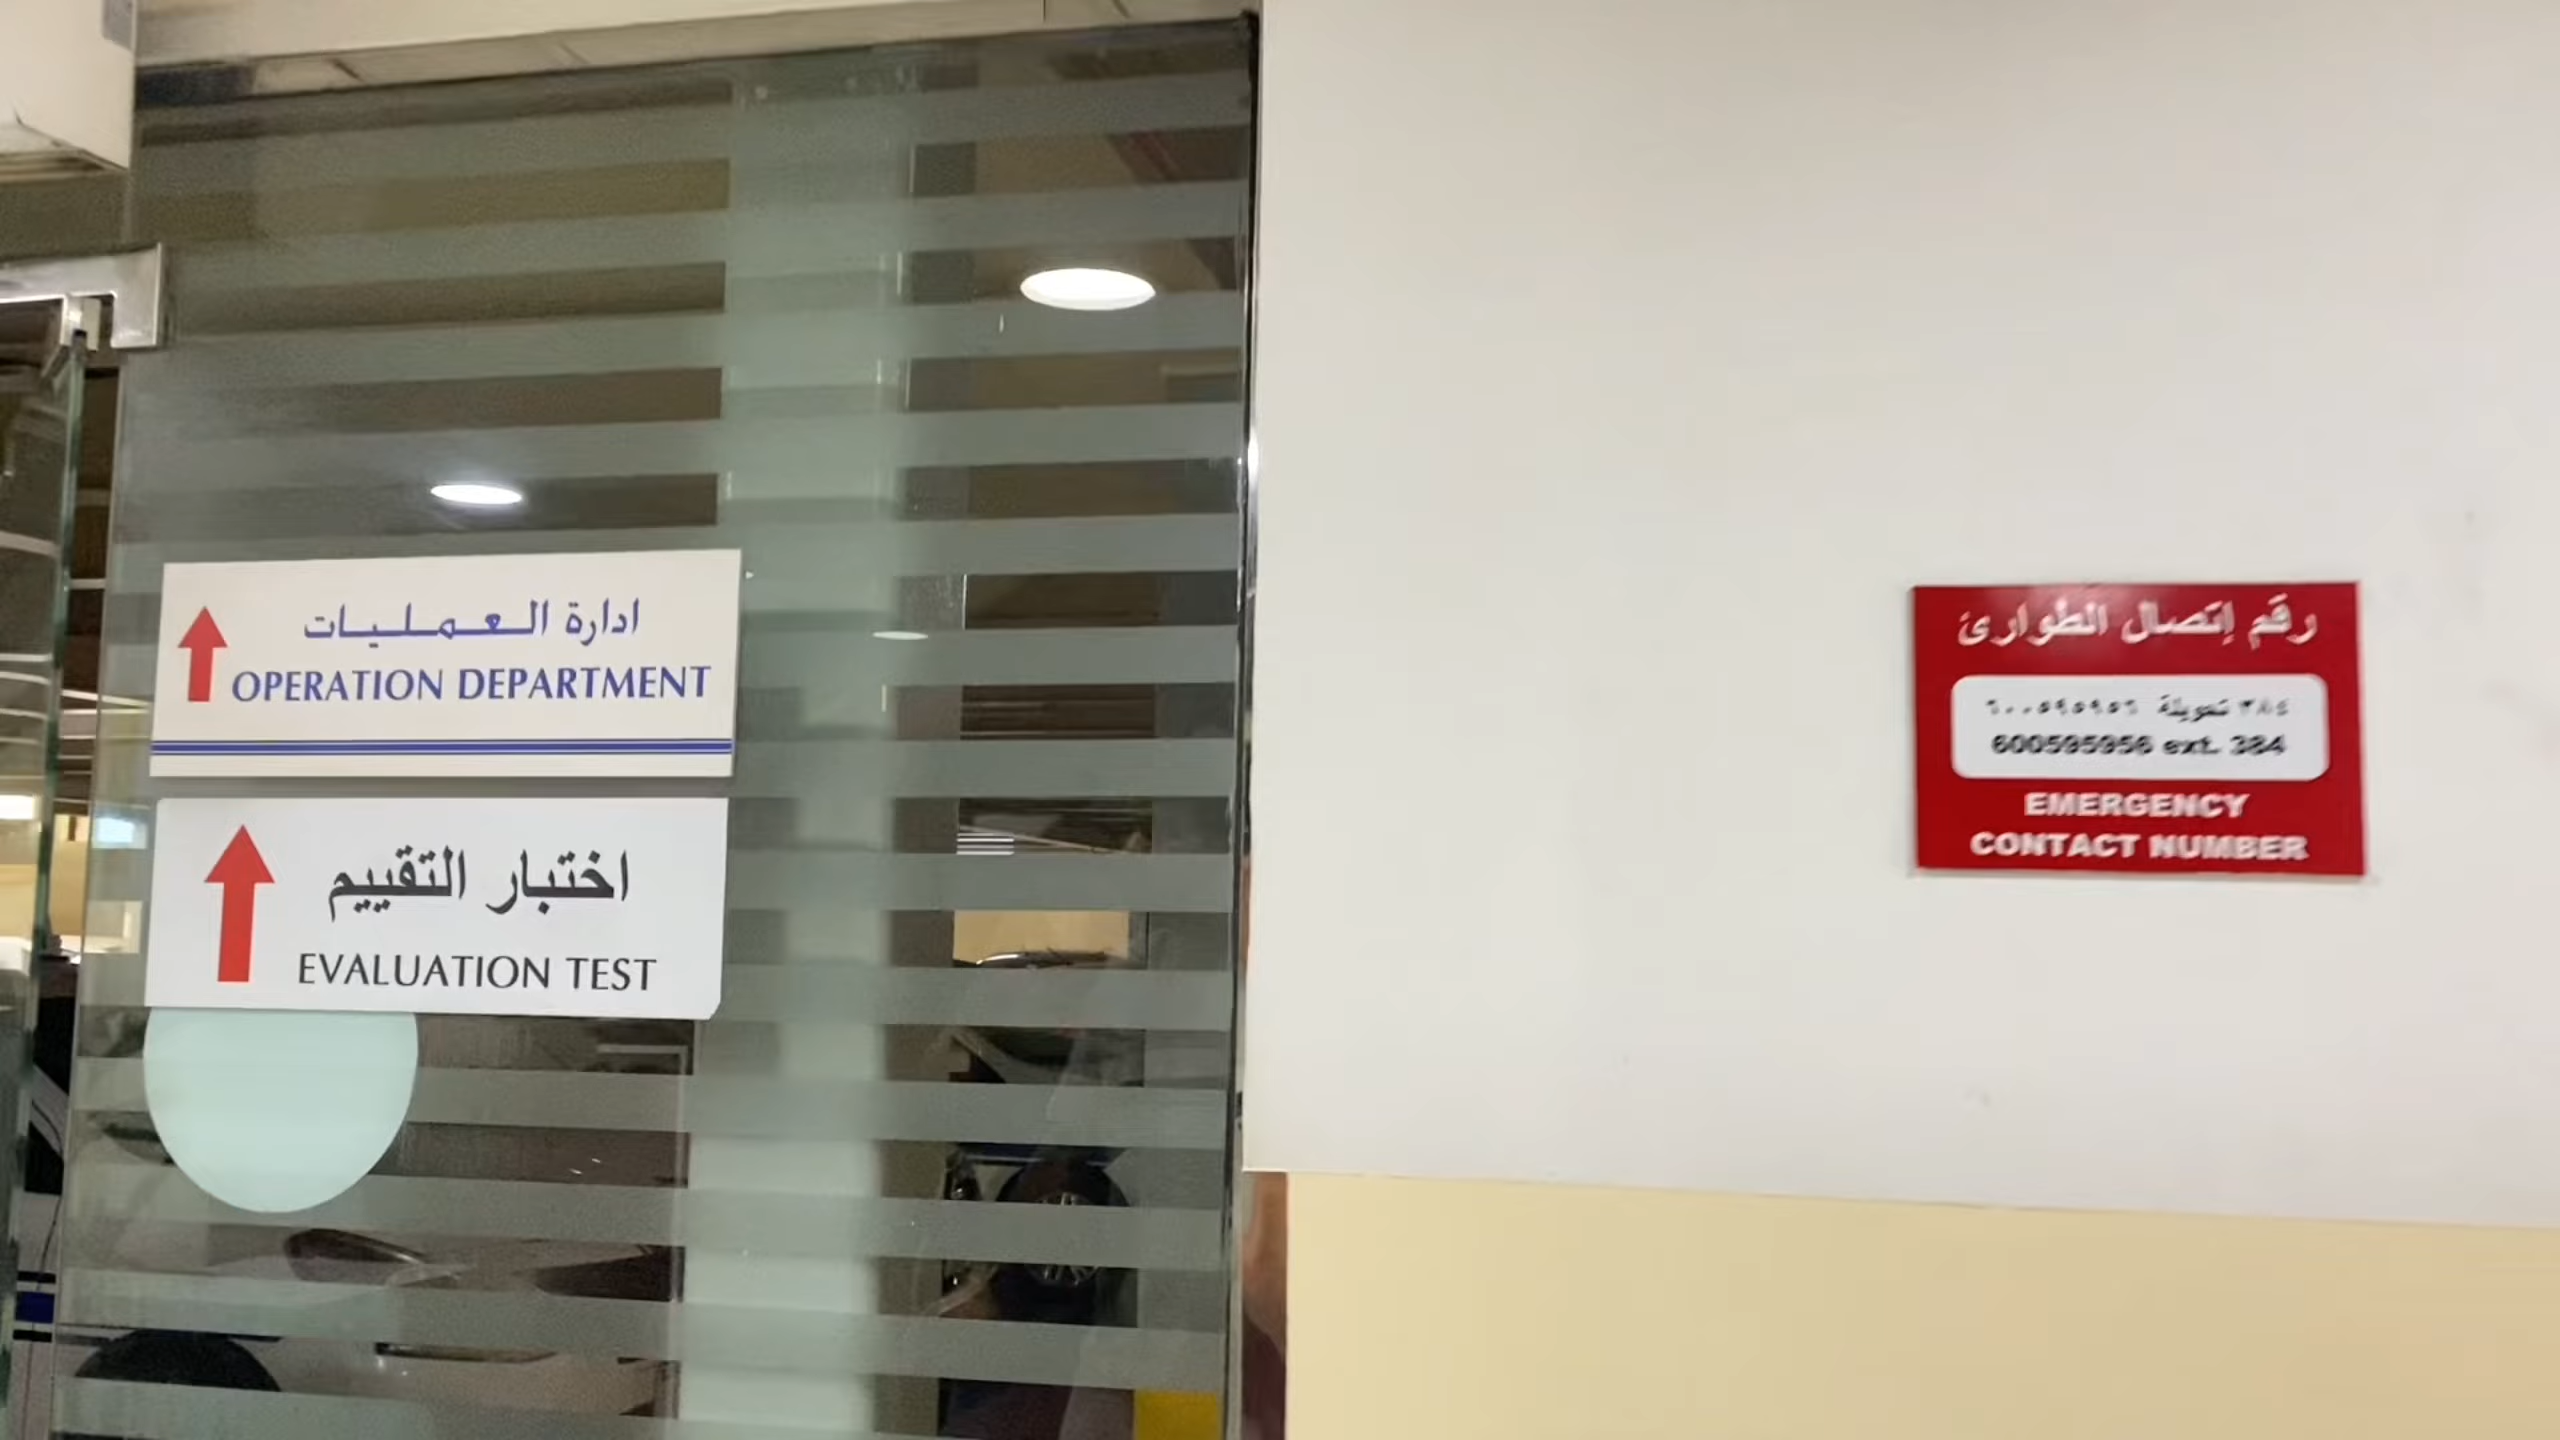 ادارة العمليات
OPERATION DEPARTMENT
اختبار التقييم
EVALUATION TEST
رقم إتصال الطوارئ
٦٠٠٥٩٥٩٥٦ تحويلة ٣٨٤
600595956 ext. 384
EMERGENCY
CONTACT NUMBER